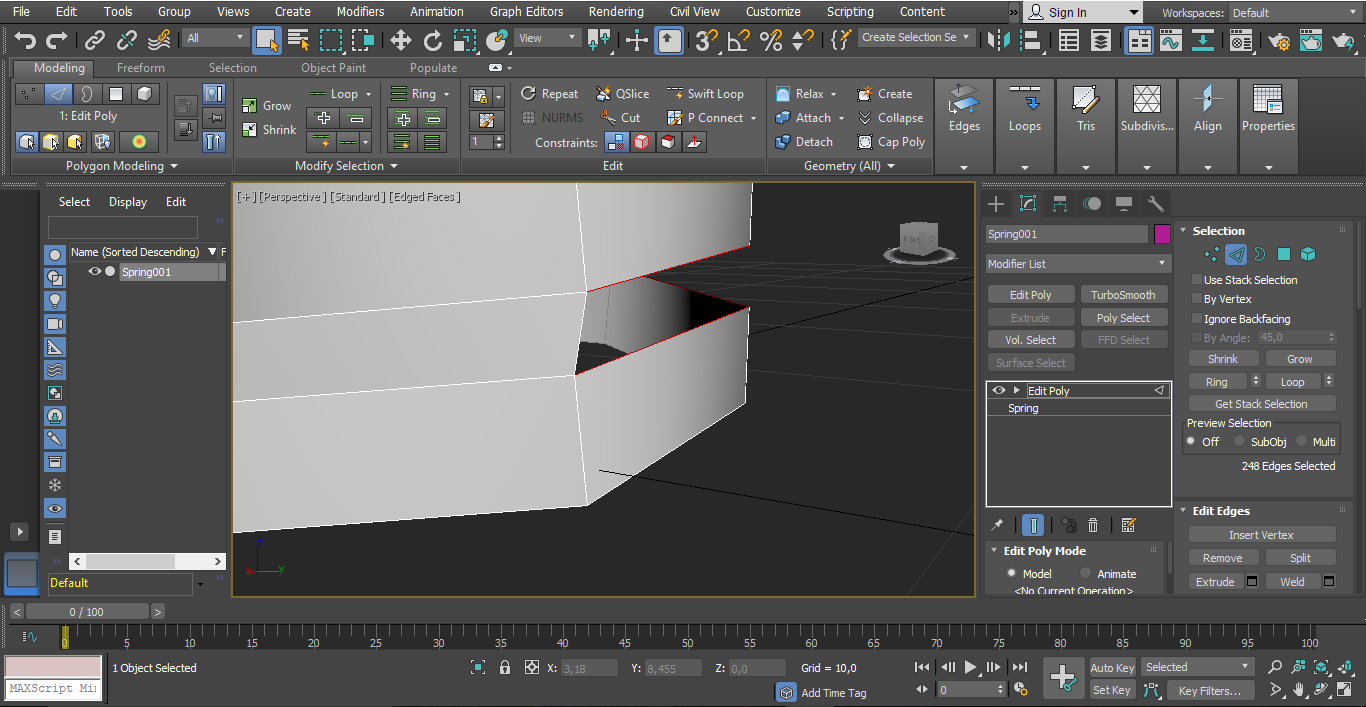 File Edit Tools Group Views Create Modifiers Animation Graph Editors Rendering Civil View Customize Scripting Content » Sign In Workspaces: Default
All View Create Selection Se
Modeling Freeform Selection Object Paint Populate
1: Edit Poly
Polygon Modeling
Grow
Shrink
Loop
Ring
Modify Selection
1
Repeat QSlice Swift Loop
NURMS Cut P Connect
Constraints:
Edit
Relax Create
Attach Collapse
Detach Cap Poly
Geometry (All)
Edges Loops Tris Subdivis... Align Properties
Select Display Edit
Name (Sorted Descending) F
Spring001
Default
[+] [Perspective] [Standard] [Edged Faces]
RIGHT
x
y
z
Spring001
Modifier List
Edit Poly TurboSmooth
Extrude Poly Select
Vol. Select FFD Select
Surface Select
Edit Poly
Spring
Edit Poly Mode
Model Animate
<No Current Operation>
Selection
Use Stack Selection
By Vertex
Ignore Backfacing
By Angle: 45,0
Shrink Grow
Ring Loop
Get Stack Selection
Preview Selection
Off SubObj Multi
248 Edges Selected
Edit Edges
Insert Vertex
Remove Split
Extrude Weld
< 0 / 100 >
0 5 10 15 20 25 30 35 40 45 50 55 60 65 70 75 80 85 90 95 100
1 Object Selected
X: 3,18 Y: 8,455 Z: 0,0 Grid = 10,0
Add Time Tag
0
Auto Key Selected
Set Key Key Filters...
MAXScript Mi